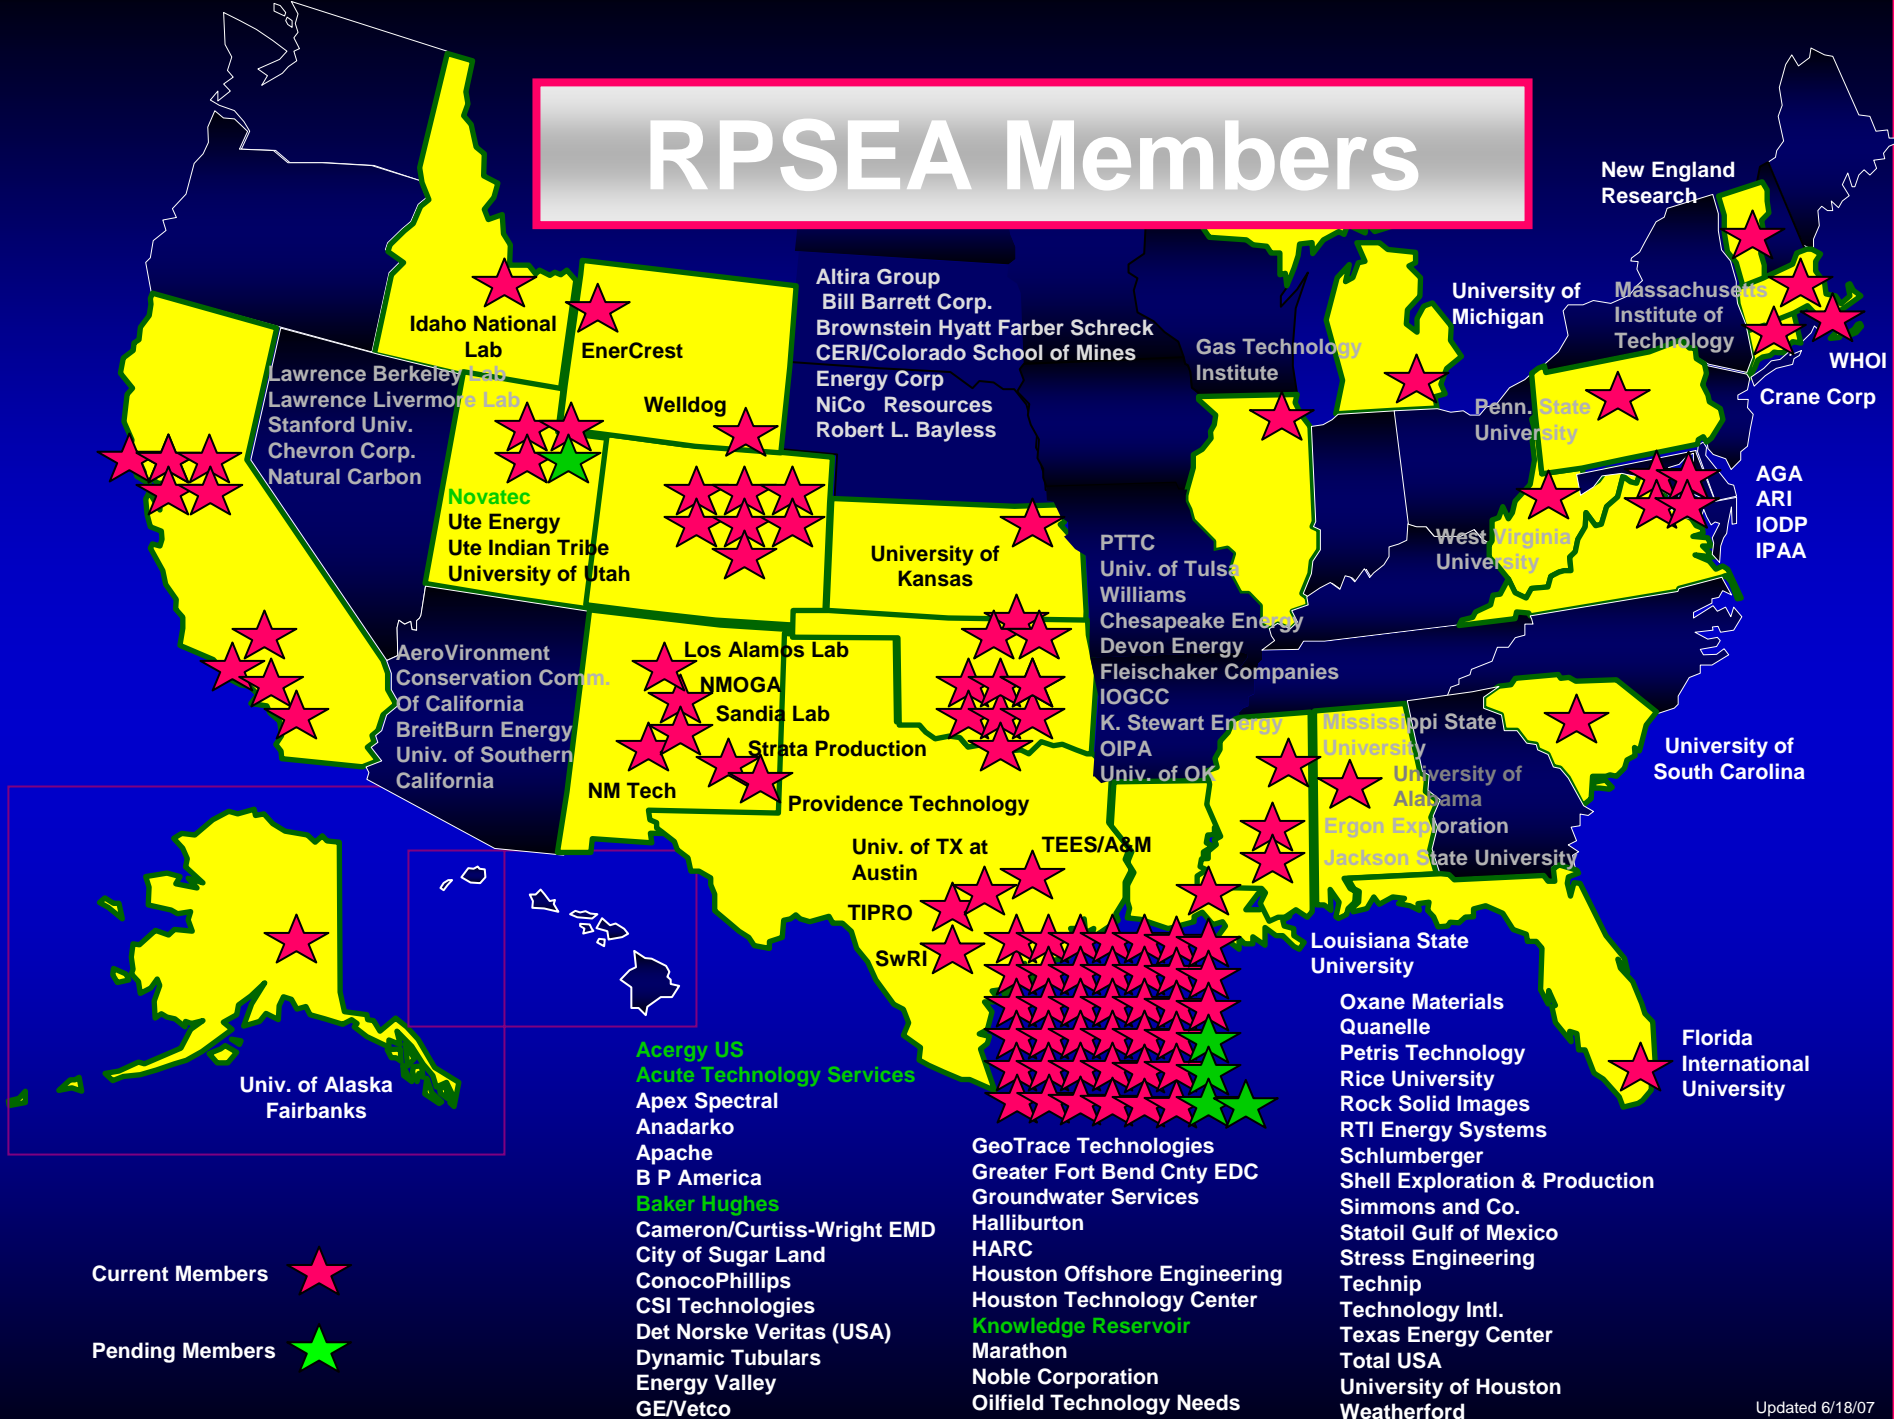 RPSEA Members
New England
Research
Massachusetts
Institute of
Technology
WHOI
Crane Corp
University of
Michigan
Gas Technology
Institute
Penn. State
University
AGA
ARI
IODP
IPAA
West Virginia
University
Idaho National
Lab
EnerCrest
Welldog
Altira Group
Bill Barrett Corp.
Brownstein Hyatt Farber Schreck
CERI/Colorado School of Mines
Energy Corp
NiCo Resources
Robert L. Bayless
Lawrence Berkeley Lab
Lawrence Livermore Lab
Stanford Univ.
Chevron Corp.
Natural Carbon
Novatec
Ute Energy
Ute Indian Tribe
University of Utah
University of
Kansas
PTTC
Univ. of Tulsa
Williams
Chesapeake Energy
Devon Energy
Fleischaker Companies
IOGCC
K. Stewart Energy
OIPA
Univ. of OK
AeroVironment
Conservation Comm.
Of California
BreitBurn Energy
Univ. of Southern
California
Los Alamos Lab
NMOGA
Sandia Lab
Strata Production
NM Tech
Providence Technology
Mississippi State
University
University of
Alabama
Ergon Exploration
Jackson State University
University of
South Carolina
Univ. of TX at
Austin
TEES/A&M
TIPRO
SwRI
Louisiana State
University
Florida
International
University
Univ. of Alaska
Fairbanks
Acergy US
Acute Technology Services
Apex Spectral
Anadarko
Apache
B P America
Baker Hughes
Cameron/Curtiss-Wright EMD
City of Sugar Land
ConocoPhillips
CSI Technologies
Det Norske Veritas (USA)
Dynamic Tubulars
Energy Valley
GE/Vetco
GeoTrace Technologies
Greater Fort Bend Cnty EDC
Groundwater Services
Halliburton
HARC
Houston Offshore Engineering
Houston Technology Center
Knowledge Reservoir
Marathon
Noble Corporation
Oilfield Technology Needs
Oxane Materials
Quanelle
Petris Technology
Rice University
Rock Solid Images
RTI Energy Systems
Schlumberger
Shell Exploration & Production
Simmons and Co.
Statoil Gulf of Mexico
Stress Engineering
Technip
Technology Intl.
Texas Energy Center
Total USA
University of Houston
Weatherford
Current Members
Pending Members
Updated 6/18/07